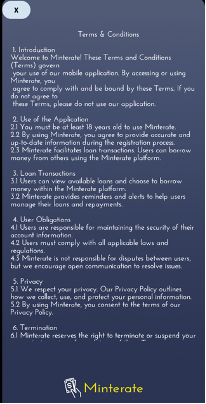 x
Terms & Conditions
1. Introduction
Welcome to Minterate! These Terms and Conditions
(Terms) govern
your use of our mobile application. By accessing or using
Minterate, you
agree to comply with and be bound by these Terms. If you
do not agree to
these Terms, please do not use our application.
2. Use of the Application
2.1 You must be at least 18 years old to use Minterate.
2.2 By using Minterate, you agree to provide accurate and
up-to-date information during the registration process.
2.3 Minterate facilitates loan transactions. Users can borrow
money from others using the Minterate platform.
3. Loan Transactions
3.1 Users can view available loans and choose to borrow
money within the Minterate platform.
3.2 Minterate provides reminders and alerts to help users
manage their loans and repayments.
4. User Obligations
4.1 Users are responsible for maintaining the security of their
account information.
4.2 Users must comply with all applicable laws and
regulations.
4.3 Minterate is not responsible for disputes between users,
but we encourage open communication to resolve issues.
5. Privacy
5.1 We respect your privacy. Our Privacy Policy outlines
how we collect, use, and protect your personal information.
5.2 By using Minterate, you consent to the terms of our
Privacy Policy.
6. Termination
6.1 Minterate reserves the right to terminate or suspend your
Minterate